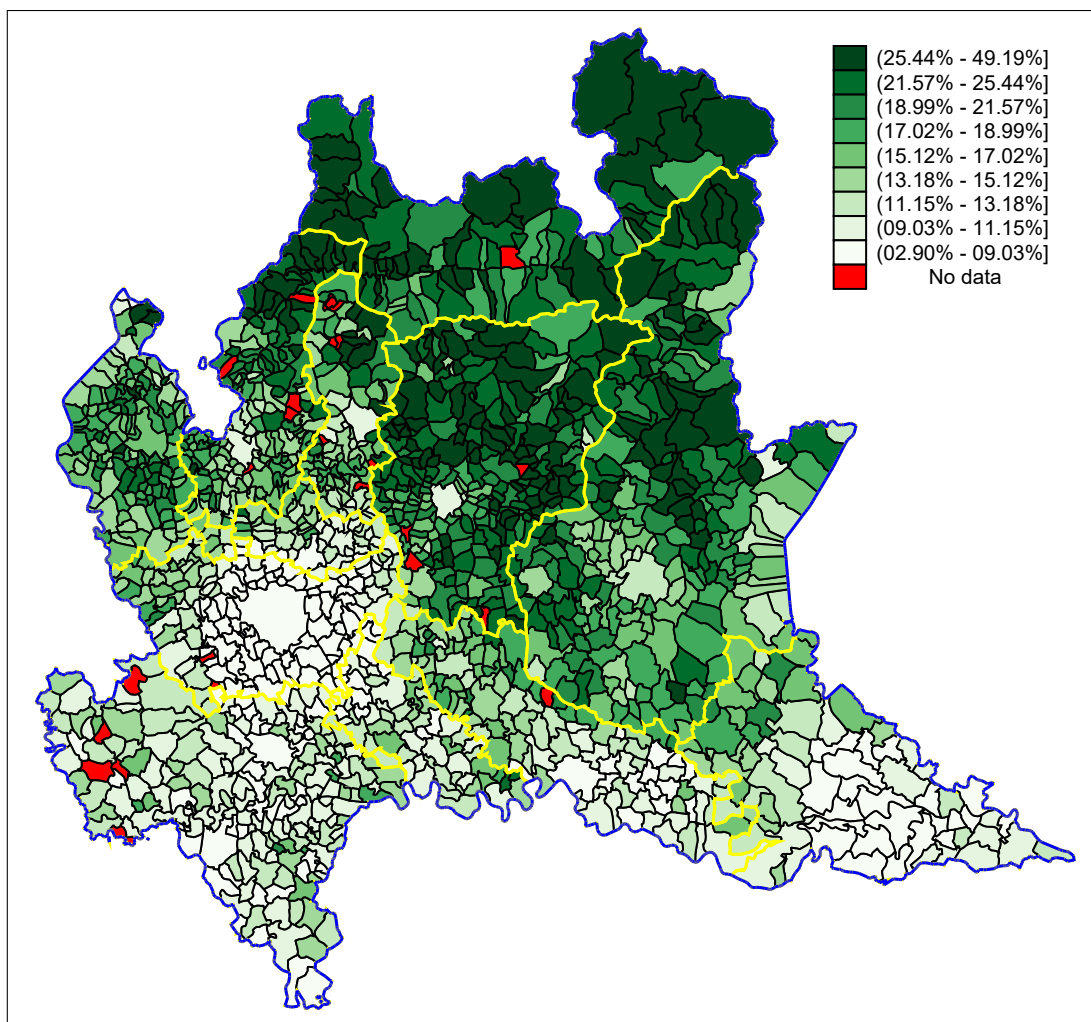 (25.44% - 49.19%]
(21.57% - 25.44%]
(18.99% - 21.57%]
(17.02% - 18.99%]
(15.12% - 17.02%]
(13.18% - 15.12%]
(11.15% - 13.18%]
(09.03% - 11.15%]
(02.90% - 09.03%]
No data